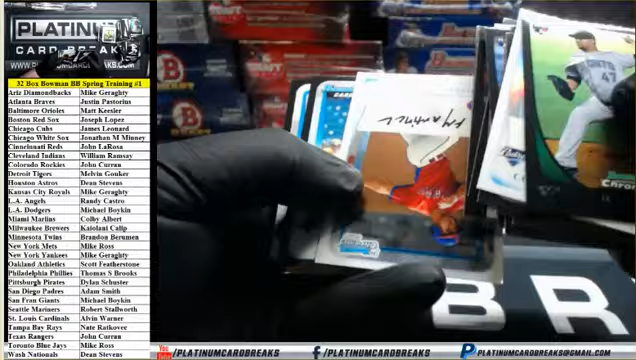 PLATINUM
CARD BREAKS
32 Box Bowman BB Spring Training #1
Ariz Diamondbacks Mike Geraghty
Atlanta Braves Justin Pastorius
Baltimore Orioles Matt Keesler
Boston Red Sox Joseph Lopez
Chicago Cubs James Leonard
Chicago White Sox Jonathan M Minney
Cincinnesti Reds John LaRosa
Cleveland Indians William Ramsay
Colorado Rockies John Curran
Detroit Tigers Melvin Gouker
Houston Astros Dean Stevens
Kansas City Royals Mike Geraghty
L.A. Angels Randy Castro
L.A. Dodgers Michael Boykin
Miami Marlins Colby Albert
Milwaukee Brewers Kaiolani Calip
Minnesota Twins Brandon Berumen
New York Mets Mike Ross
New York Yankees Mike Geraghty
Oakland Athletics Scott Featherstone
Philadelphia Phillies Thomas S Brooks
Pittsburgh Pirates Dylan Schuster
San Diego Padres Adam Smith
San Fran Giants Michael Boykin
Seattle Mariners Robert Stallworth
St. Louis Cardinals Alvin Warner
Tampa Bay Rays Nate Ratkovec
Texas Rangers John Curran
Toronto Blue Jays Mike Ross
Wash Nationals Dean Stevens
47
BR
You Tube /PLATINUMCARDBREAKS
f /PLATINUMCARDBREAKS
P PLATINUMCARDBREAKS@GMAIL.COM